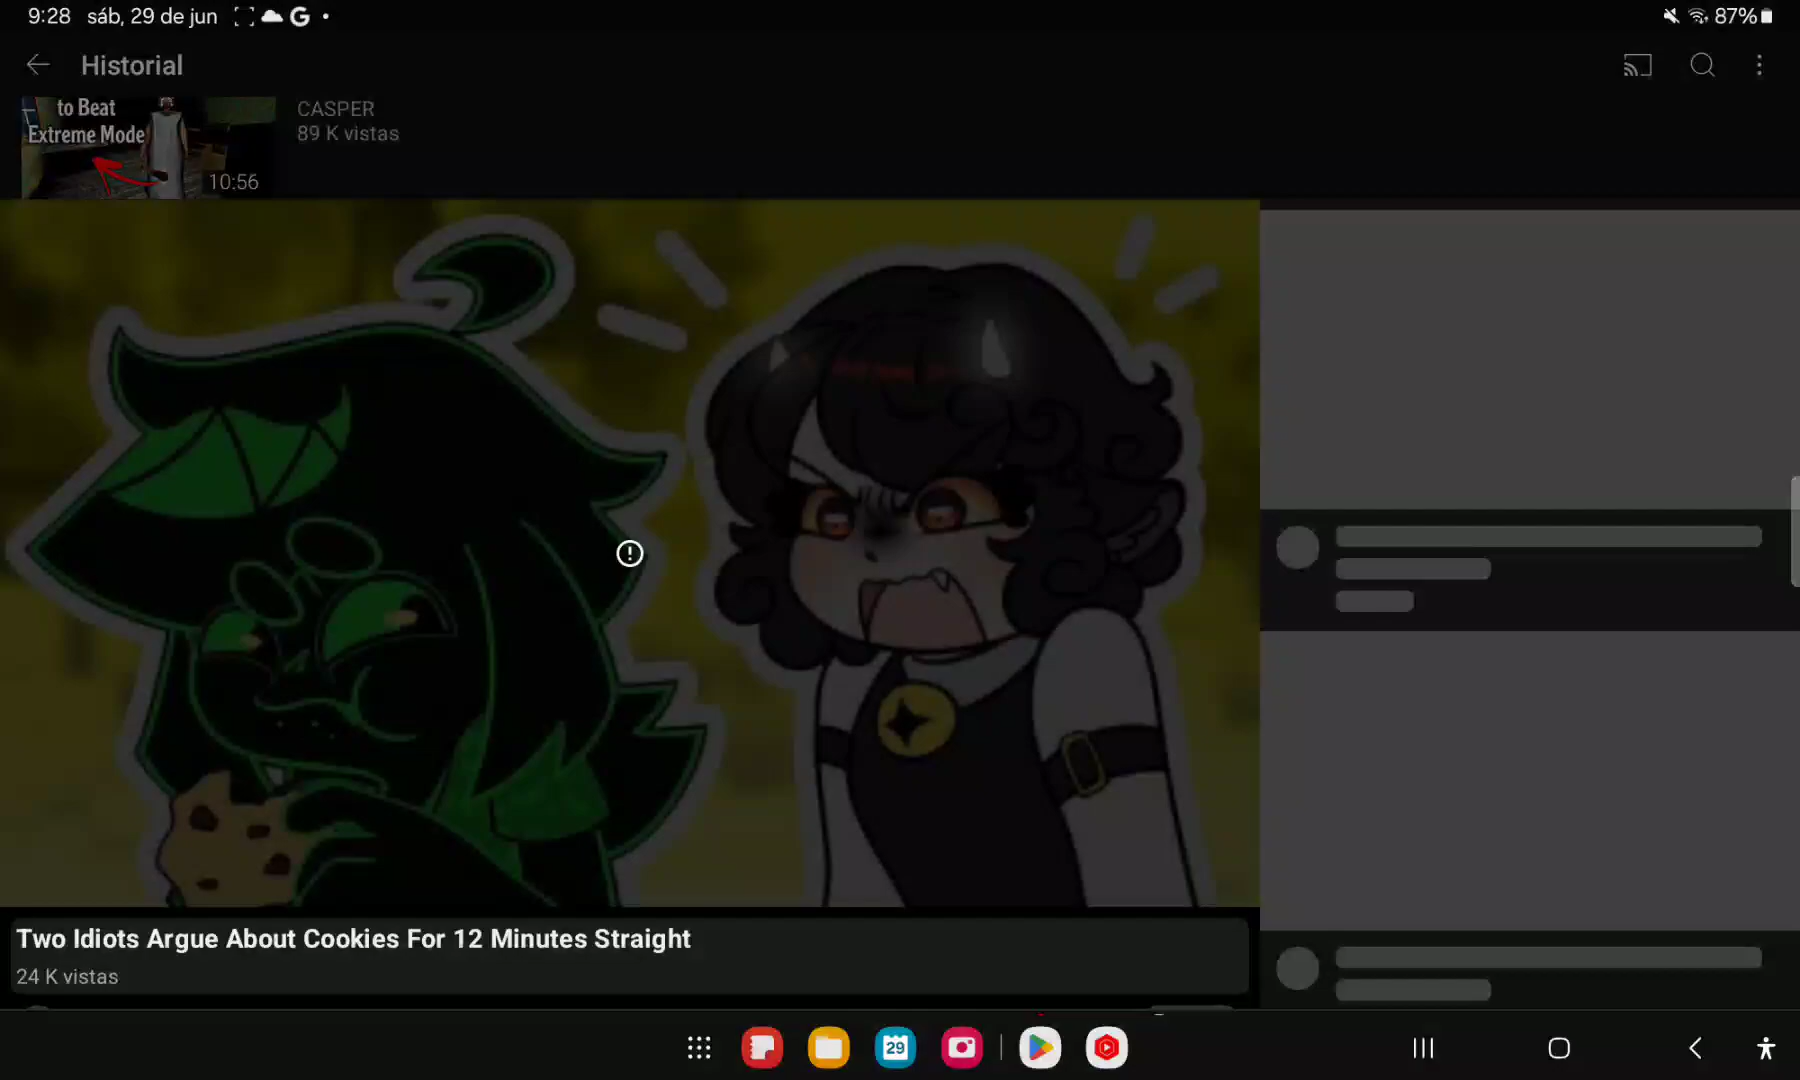 9:28 sáb, 29 de jun
87%
Historial
to Beat
Extreme Mode
10:56
CASPER
89 K vistas
Two Idiots Argue About Cookies For 12 Minutes Straight
24 K vistas
29